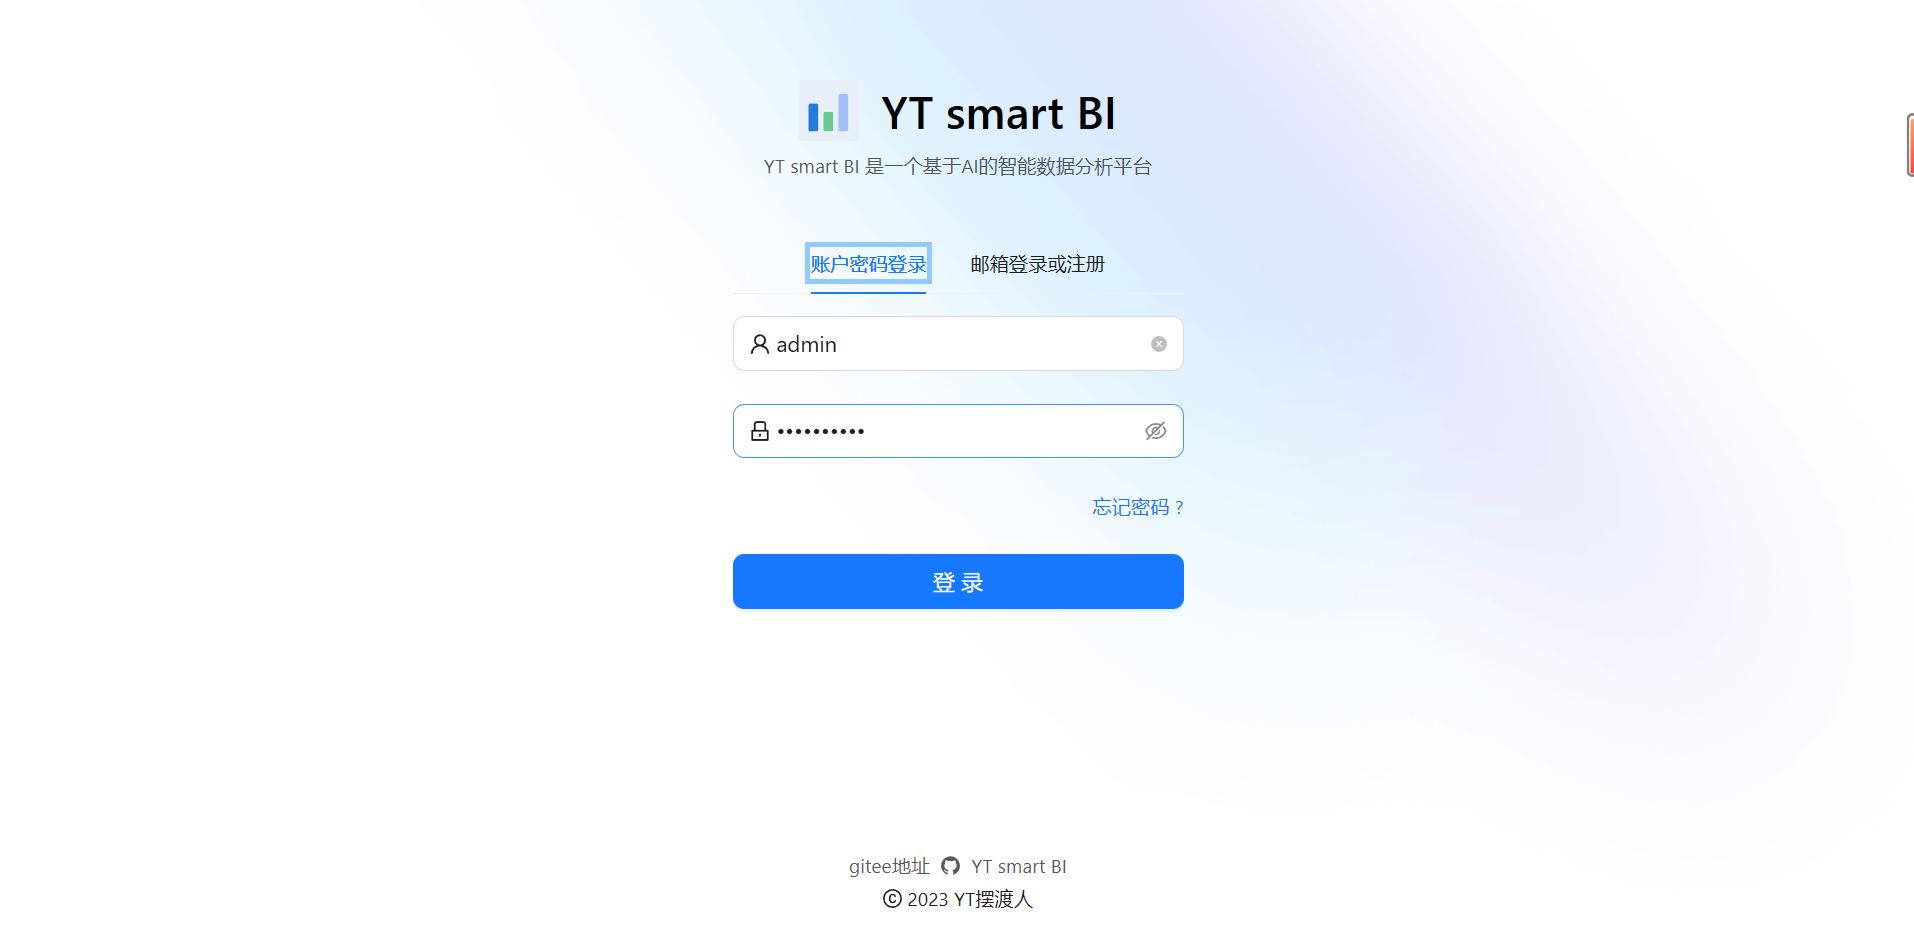 YT smart BI
YT smart BI 是一个基于AI的智能数据分析平台
账户密码登录 邮箱登录或注册
admin
••••••••••
忘记密码 ?
登 录
gitee地址 YT smart BI
© 2023 YT摆渡人